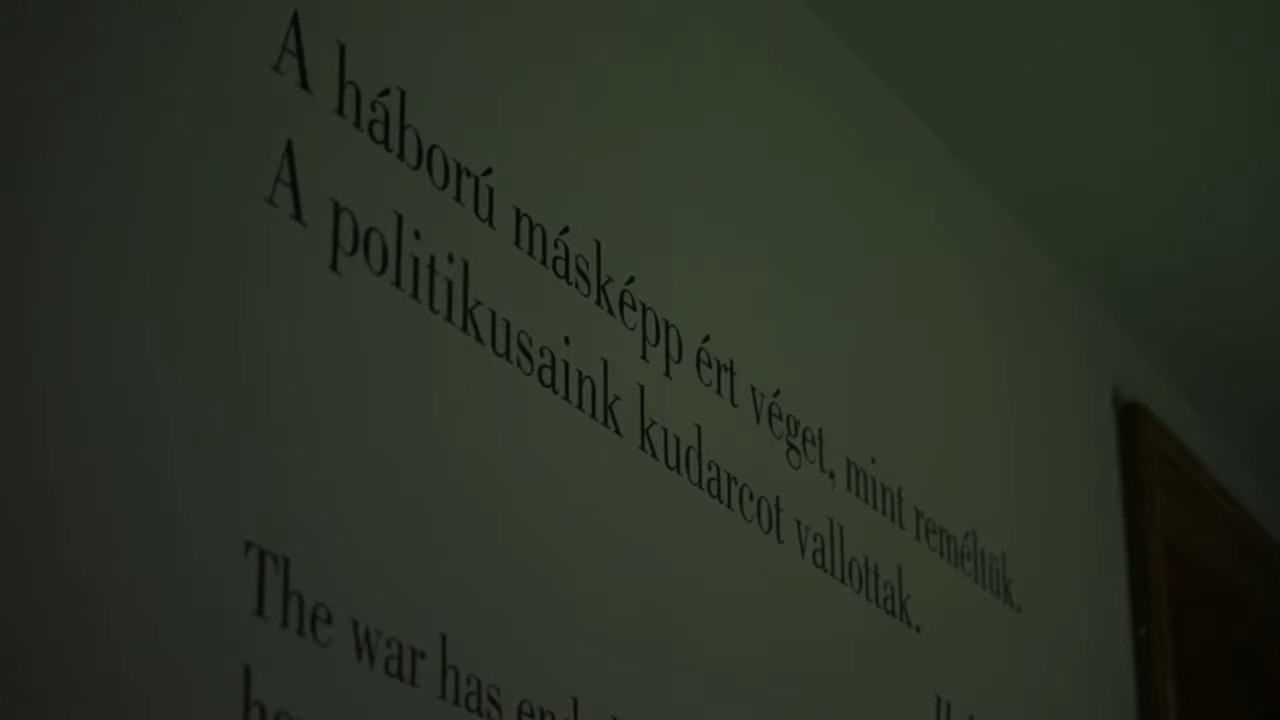 A háború másképp ért véget, mint reméltük.
A politikusaink kudarcot vallottak.
The war has